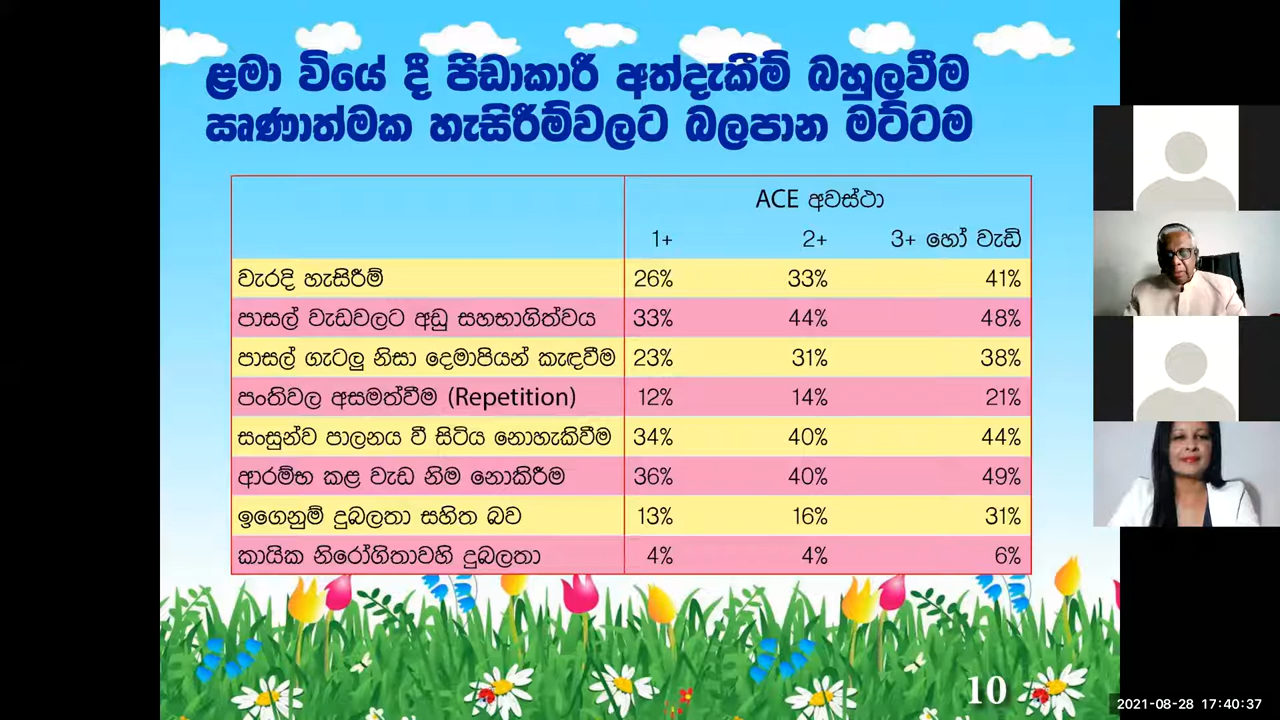 ළමා වියේ දී පීඩාකාරී අත්දැකීම් බහුලවීම
ඍණාත්මක හැසිරීම්වලට බලපාන මට්ටම
ACE අවස්ථා
1+ 2+ 3+ හෝ වැඩි
වැරදි හැසිරීම් 26% 33% 41%
පාසල් වැඩවලට අඩු සහභාගිත්වය 33% 44% 48%
පාසල් ගැටලු නිසා දෙමාපියන් කැඳවීම 23% 31% 38%
පංතිවල අසමත්වීම (Repetition) 12% 14% 21%
සංසුන්ව පාලනය වී සිටිය නොහැකිවීම 34% 40% 44%
ආරම්භ කළ වැඩ නිම නොකිරීම 36% 40% 49%
ඉගෙනුම් දුබලතා සහිත බව 13% 16% 31%
කායික නිරෝගිතාවහි දුබලතා 4% 4% 6%
10
2021-08-28 17:40:37